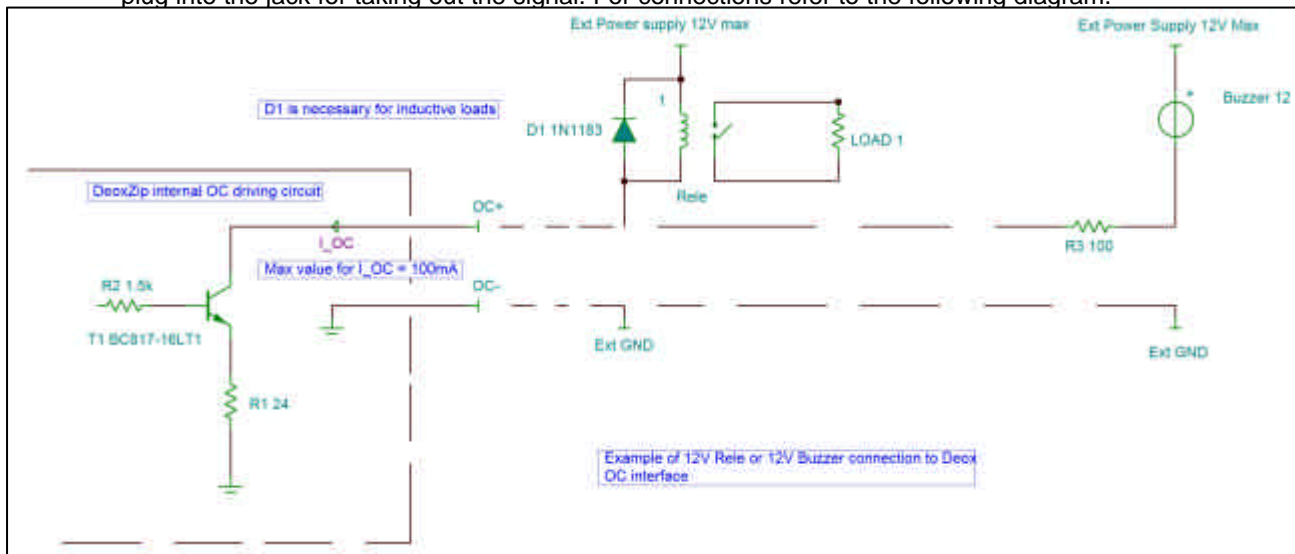 plug into the jack for taking out the signal. For connections refer to the following diagram.
Ext Power supply 12V max
Ext Power Supply 12V Max
D1 is necessary for inductive loads
1
Buzzer 12
D1 1N1183
LOAD 1
DeoxZip internal OC driving circuit
Rele
OC+
I_OC
R3 100
Max value for I_OC = 100mA
R2 1.5k
OC-
T1 BC817-16LT1
Ext GND
Ext GND
R1 24
Example of 12V Rele or 12V Buzzer connection to Deox
OC interface